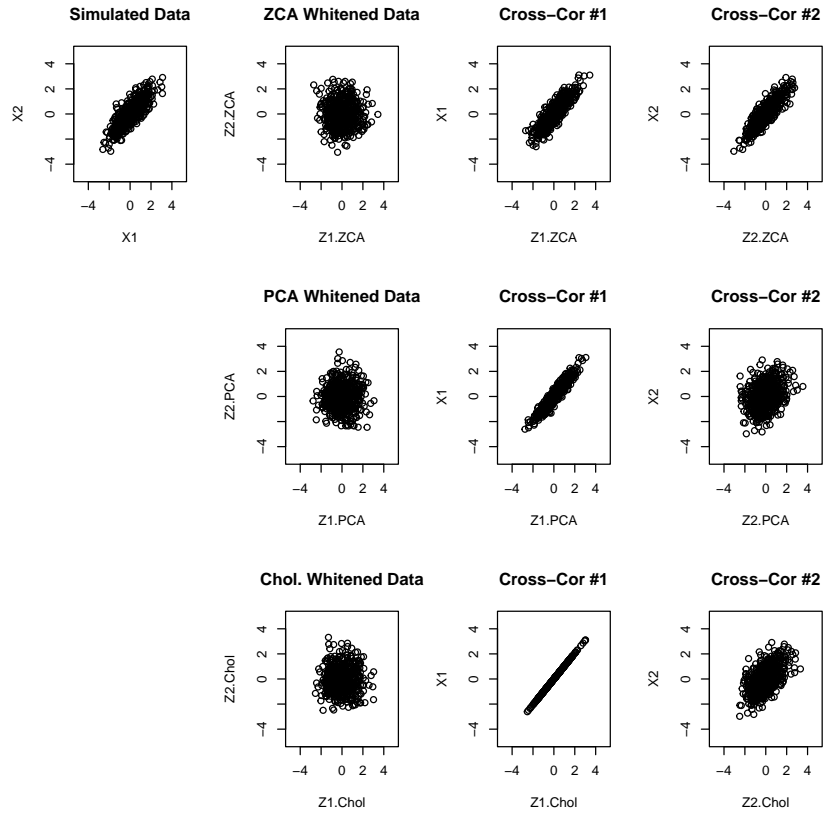 Simulated Data
ZCA Whitened Data
Cross−Cor #1
Cross−Cor #2
X2
−4 0 2 4
−4 0 2 4
X1
Z2.ZCA
−4 0 2 4
−4 0 2 4
Z1.ZCA
X1
−4 0 2 4
−4 0 2 4
Z1.ZCA
X2
−4 0 2 4
−4 0 2 4
Z2.ZCA
PCA Whitened Data
Cross−Cor #1
Cross−Cor #2
Z2.PCA
−4 0 2 4
−4 0 2 4
Z1.PCA
X1
−4 0 2 4
−4 0 2 4
Z1.PCA
X2
−4 0 2 4
−4 0 2 4
Z2.PCA
Chol. Whitened Data
Cross−Cor #1
Cross−Cor #2
Z2.Chol
−4 0 2 4
−4 0 2 4
Z1.Chol
X1
−4 0 2 4
−4 0 2 4
Z1.Chol
X2
−4 0 2 4
−4 0 2 4
Z2.Chol